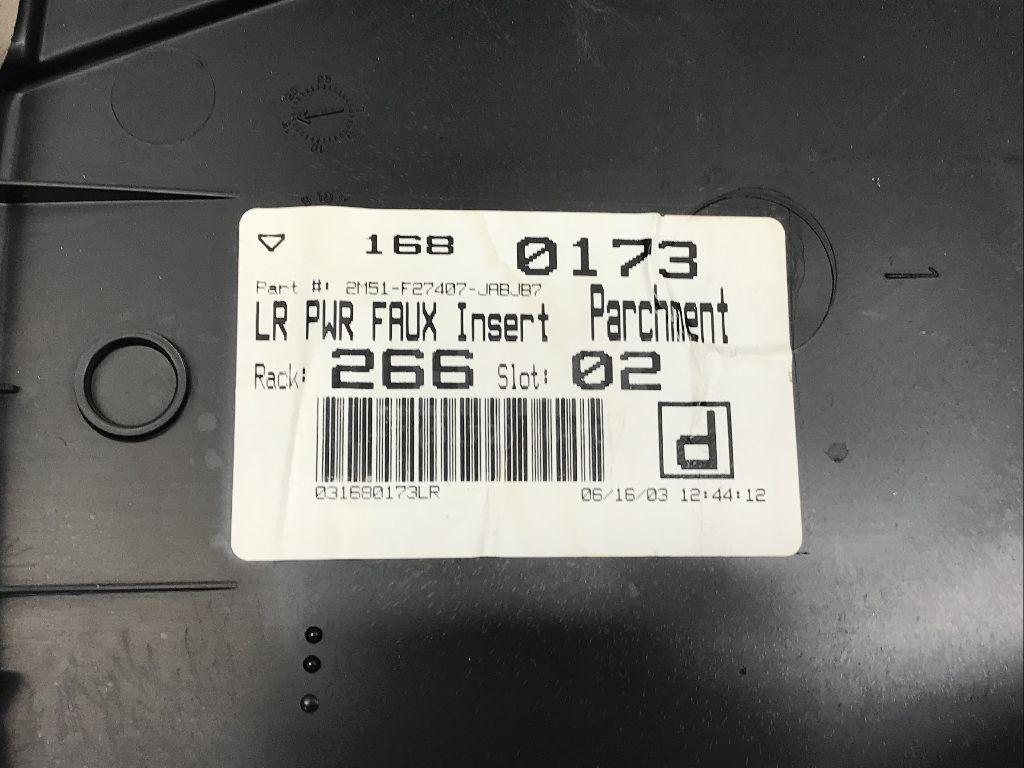 168 0173
Part #: 2M51-F27407-JABJB7
LR PWR FAUX Insert Parchment
Rack: 266 Slot: 02
d
031680173LR 06/16/03 12:44:12